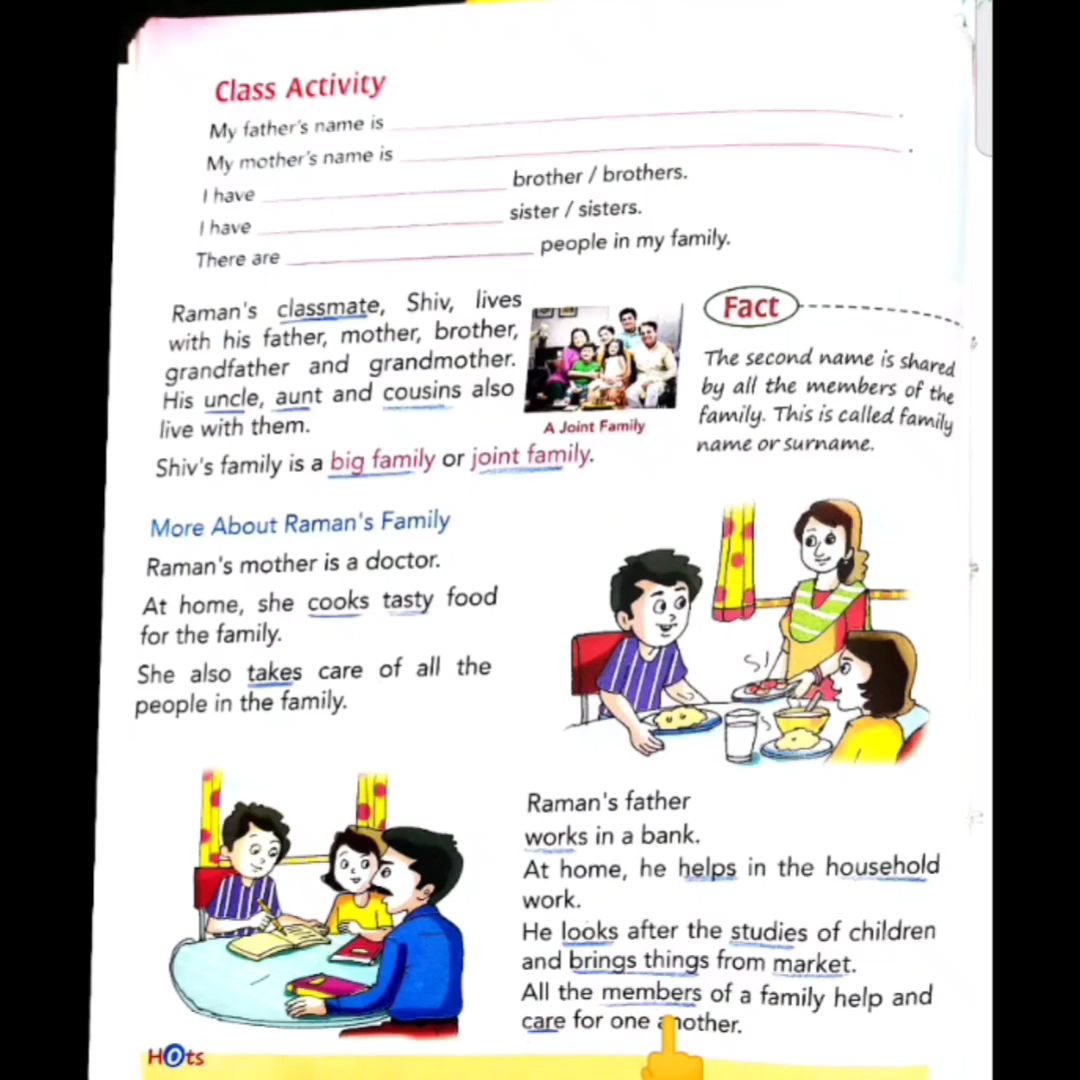 Class Activity
My father's name is .
My mother's name is .
I have brother / brothers.
I have sister / sisters.
There are people in my family.
Raman's classmate, Shiv, lives
with his father, mother, brother,
grandfather and grandmother.
His uncle, aunt and cousins also
live with them.
Shiv's family is a big family or joint family.
A Joint Family
Fact
The second name is shared
by all the members of the
family. This is called family
name or surname.
More About Raman's Family
Raman's mother is a doctor.
At home, she cooks tasty food
for the family.
She also takes care of all the
people in the family.
Raman's father
works in a bank.
At home, he helps in the household
work.
He looks after the studies of children
and brings things from market.
All the members of a family help and
care for one another.
HOts